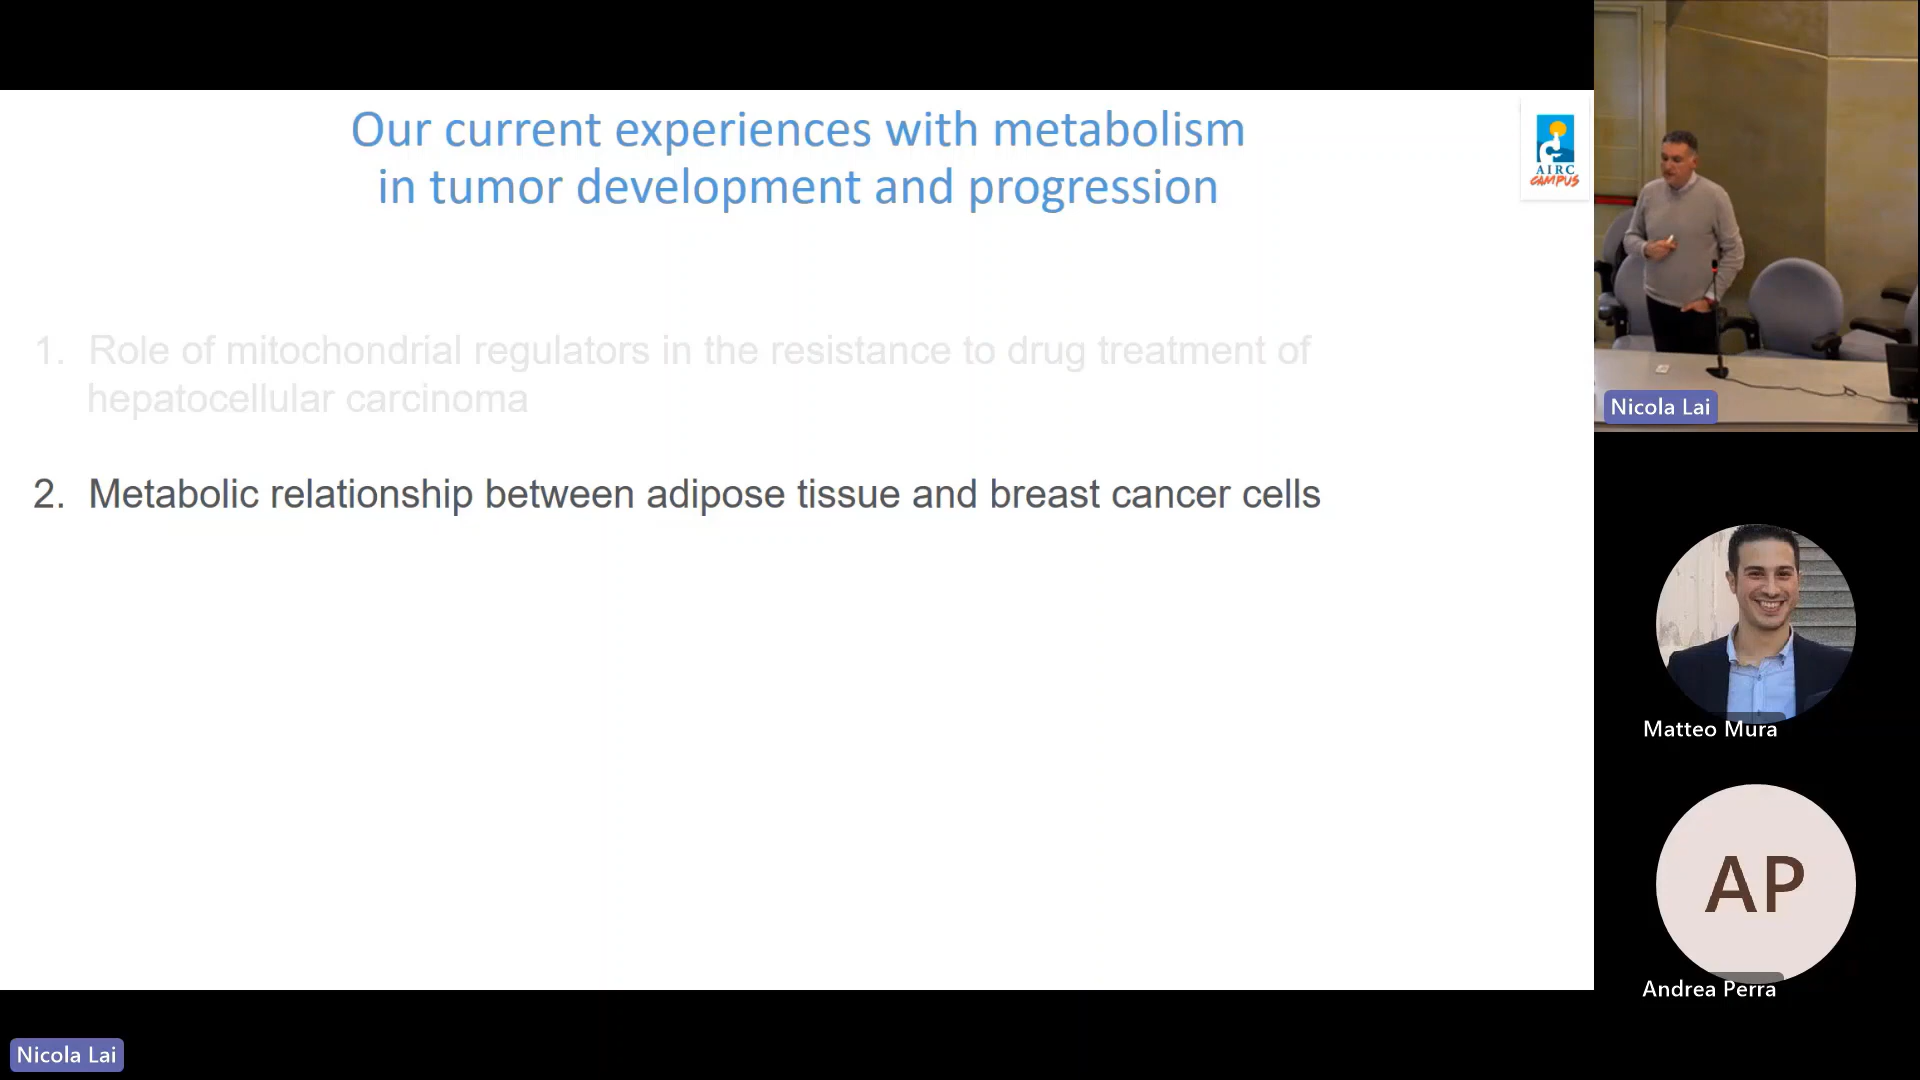 Our current experiences with metabolism
in tumor development and progression
AIRC
CAMPUS
1. Role of mitochondrial regulators in the resistance to drug treatment of
hepatocellular carcinoma
2. Metabolic relationship between adipose tissue and breast cancer cells
Nicola Lai
Matteo Mura
AP
Andrea Perra
Nicola Lai